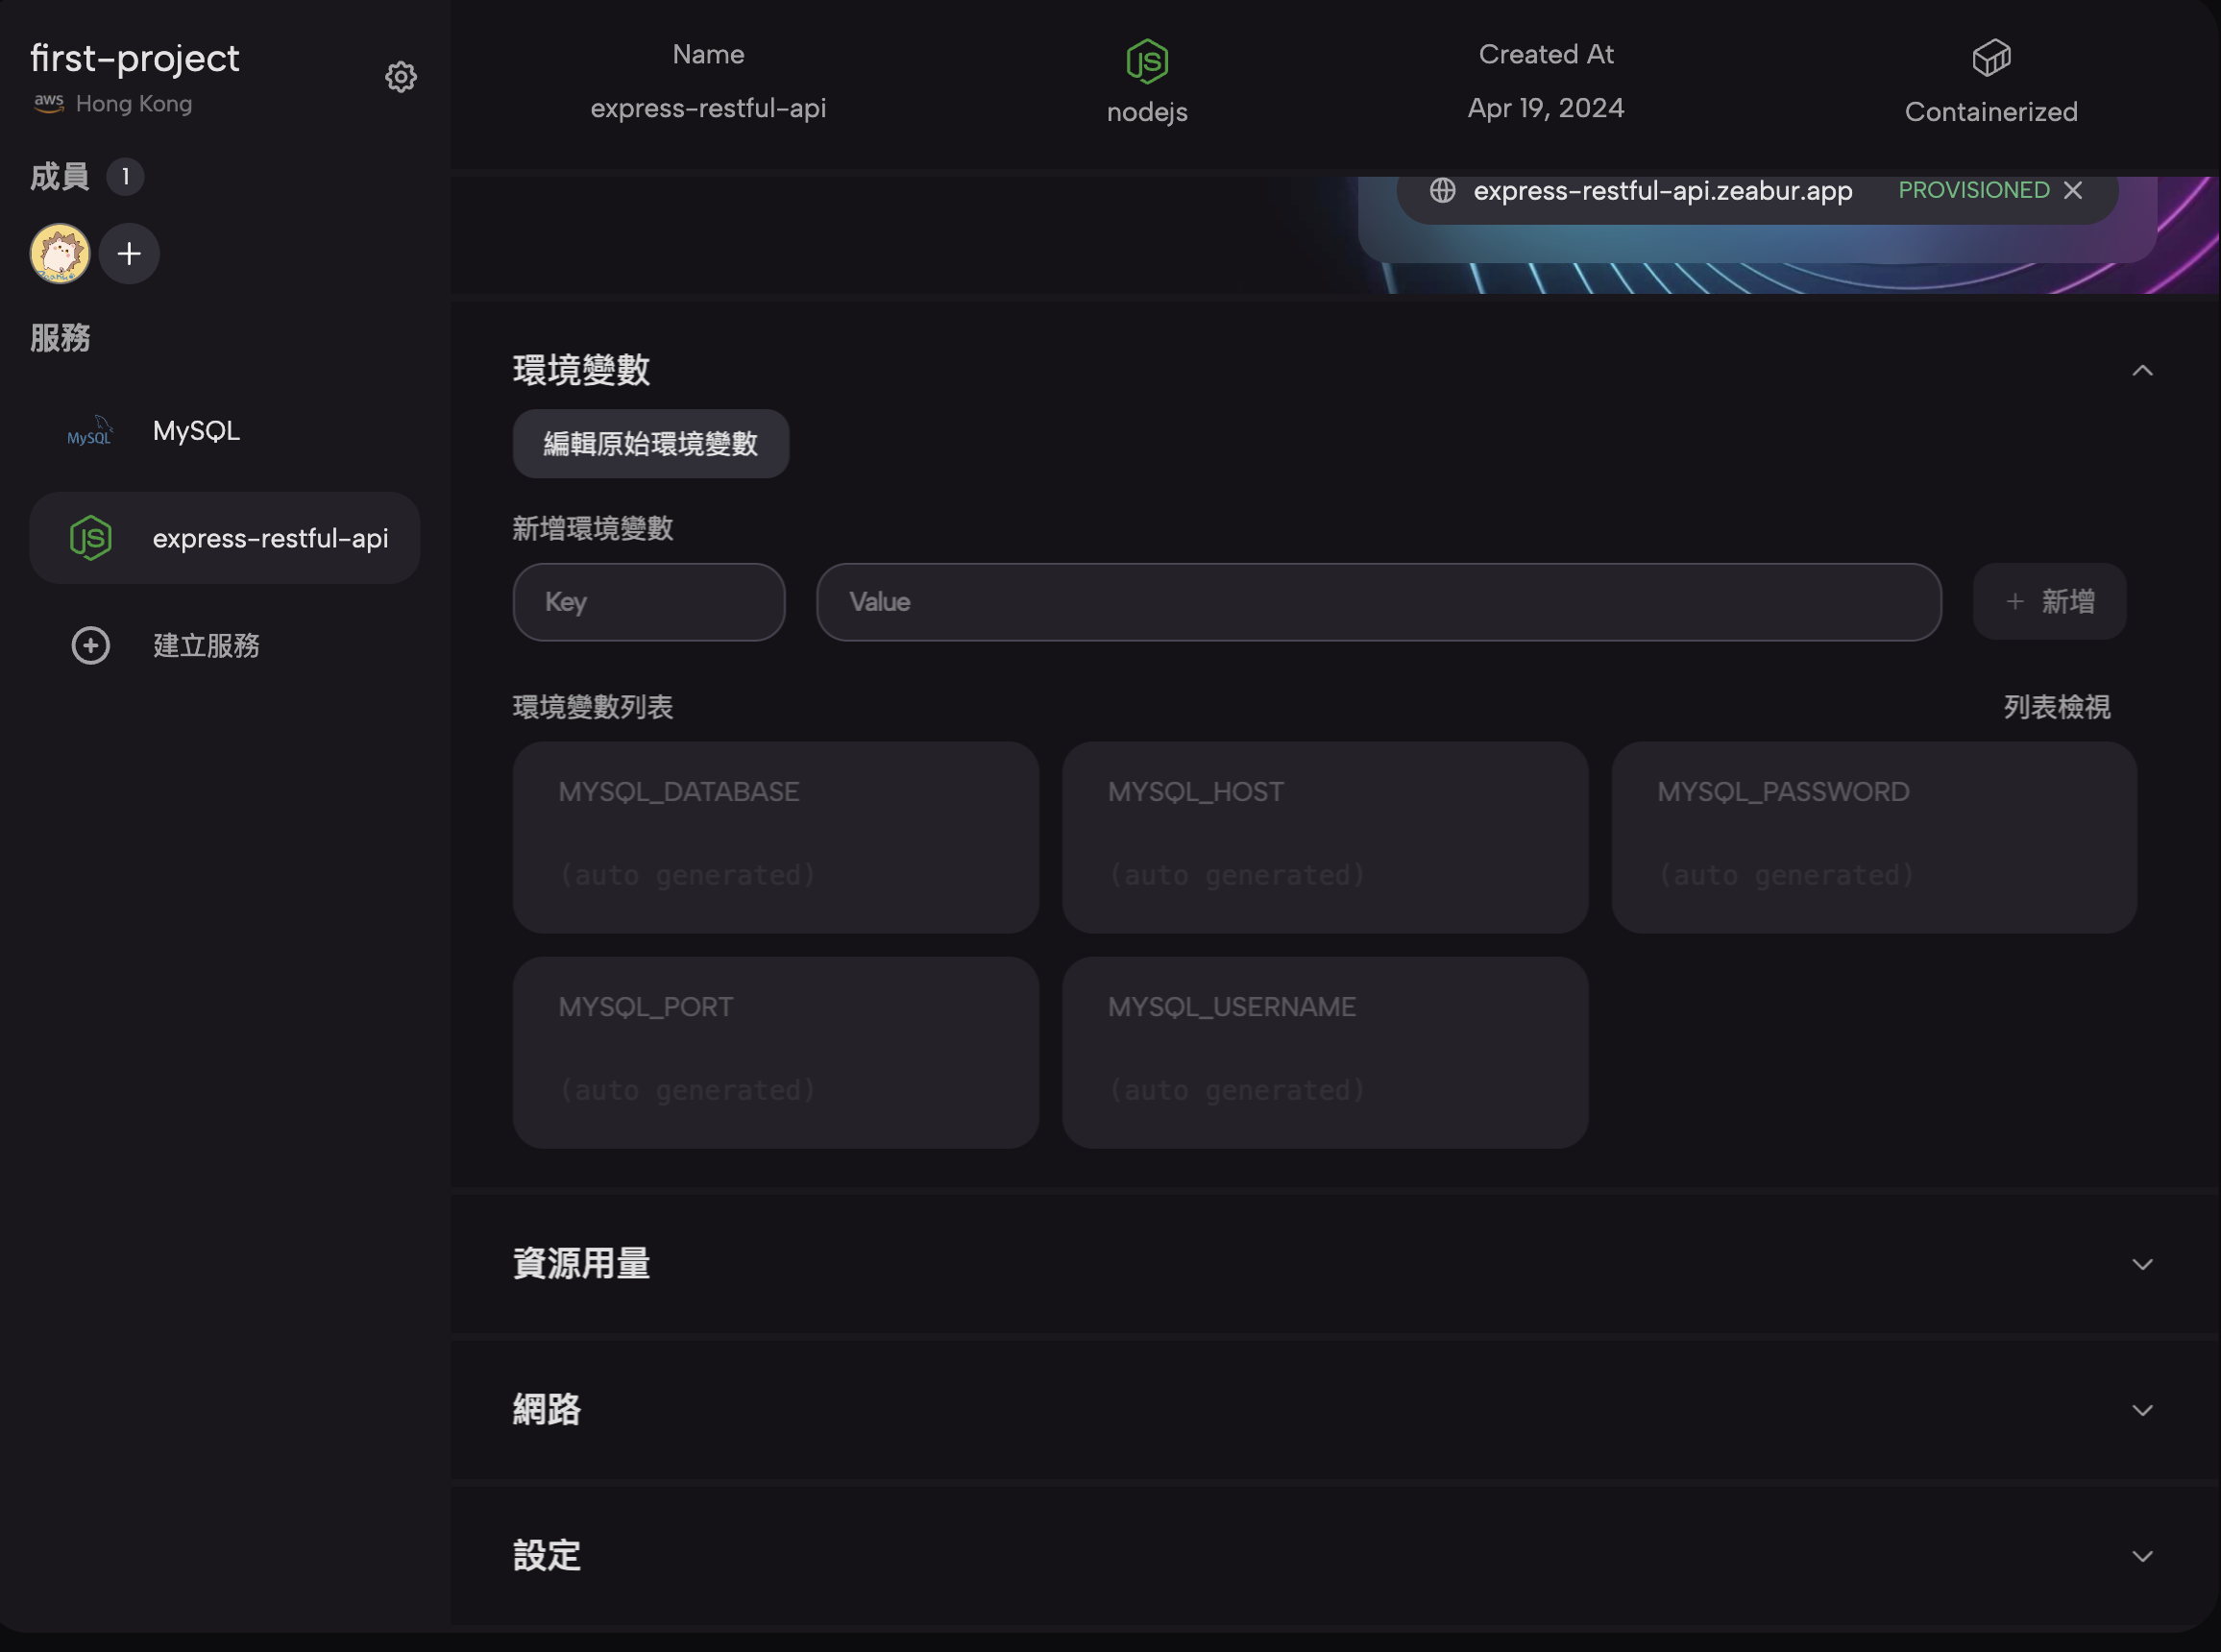 first-project
aws Hong Kong
成員 1
服務
MySQL MySQL
JS express-restful-api
建立服務
Name
express-restful-api
JS
nodejs
Created At
Apr 19, 2024
Containerized
express-restful-api.zeabur.app PROVISIONED
環境變數
編輯原始環境變數
新增環境變數
Key Value + 新增
環境變數列表 列表檢視
MYSQL_DATABASE
(auto generated)
MYSQL_HOST
(auto generated)
MYSQL_PASSWORD
(auto generated)
MYSQL_PORT
(auto generated)
MYSQL_USERNAME
(auto generated)
資源用量
網路
設定